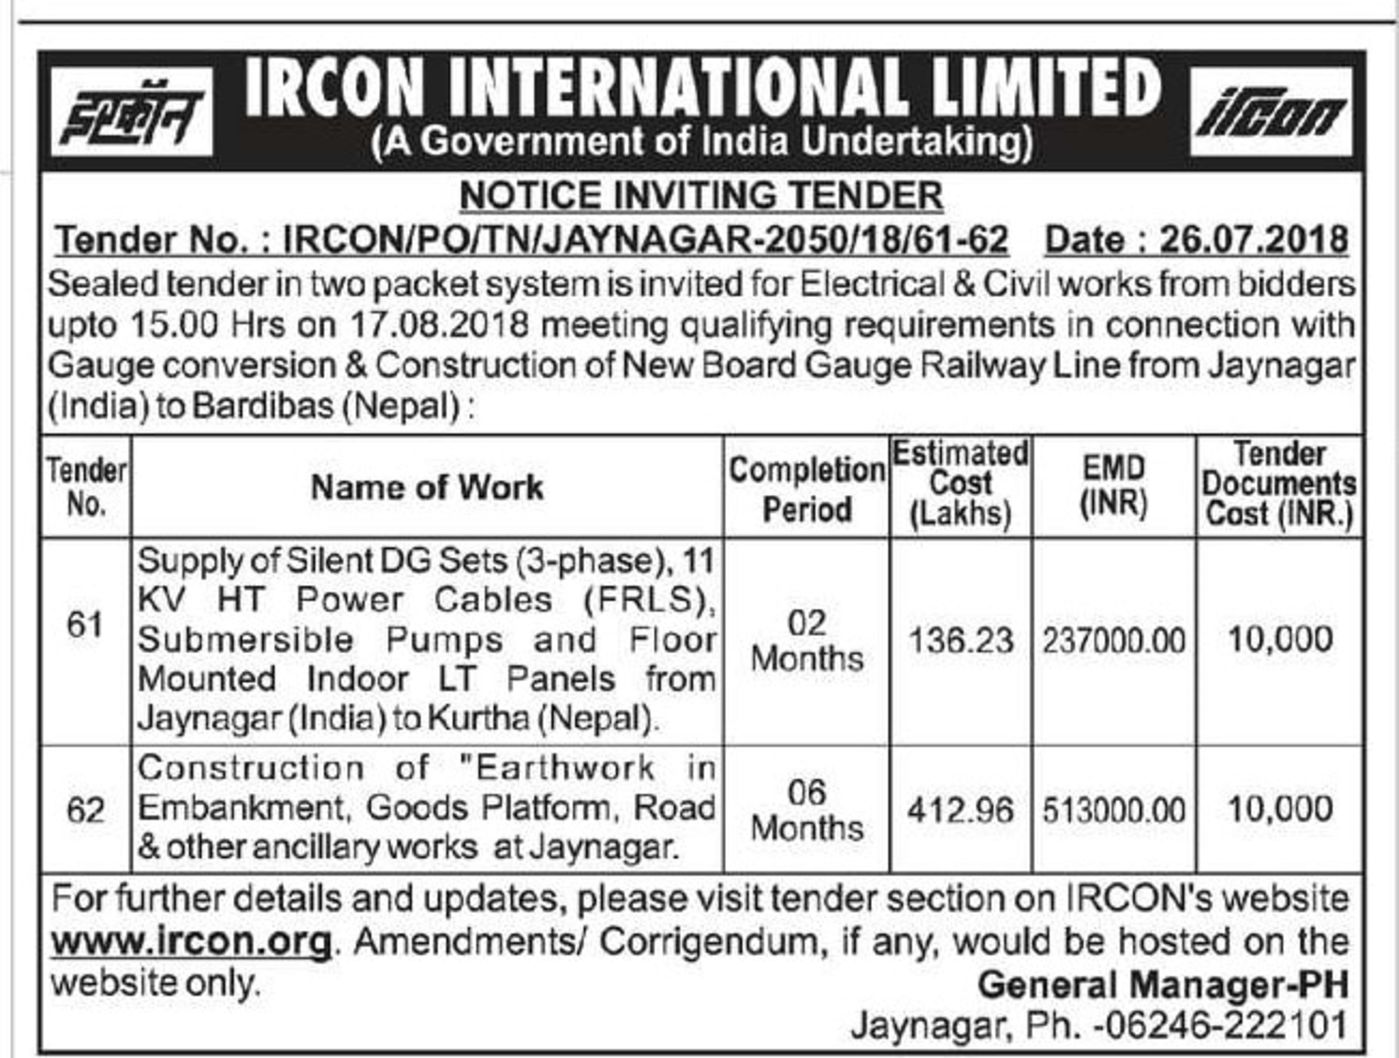 इरकॉन
IRCON INTERNATIONAL LIMITED
(A Government of India Undertaking)
ircon
NOTICE INVITING TENDER
Tender No. : IRCON/PO/TN/JAYNAGAR-2050/18/61-62 Date : 26.07.2018
Sealed tender in two packet system is invited for Electrical & Civil works from bidders
upto 15.00 Hrs on 17.08.2018 meeting qualifying requirements in connection with
Gauge conversion & Construction of New Board Gauge Railway Line from Jaynagar
(India) to Bardibas (Nepal) :
Tender No.
Name of Work
Completion Period
Estimated Cost (Lakhs)
EMD (INR)
Tender Documents Cost (INR.)
61
Supply of Silent DG Sets (3-phase), 11
KV HT Power Cables (FRLS),
Submersible Pumps and Floor
Mounted Indoor LT Panels from
Jaynagar (India) to Kurtha (Nepal).
02 Months
136.23
237000.00
10,000
62
Construction of "Earthwork in
Embankment, Goods Platform, Road
& other ancillary works at Jaynagar.
06 Months
412.96
513000.00
10,000
For further details and updates, please visit tender section on IRCON's website
www.ircon.org. Amendments/ Corrigendum, if any, would be hosted on the
website only.
General Manager-PH
Jaynagar, Ph. -06246-222101